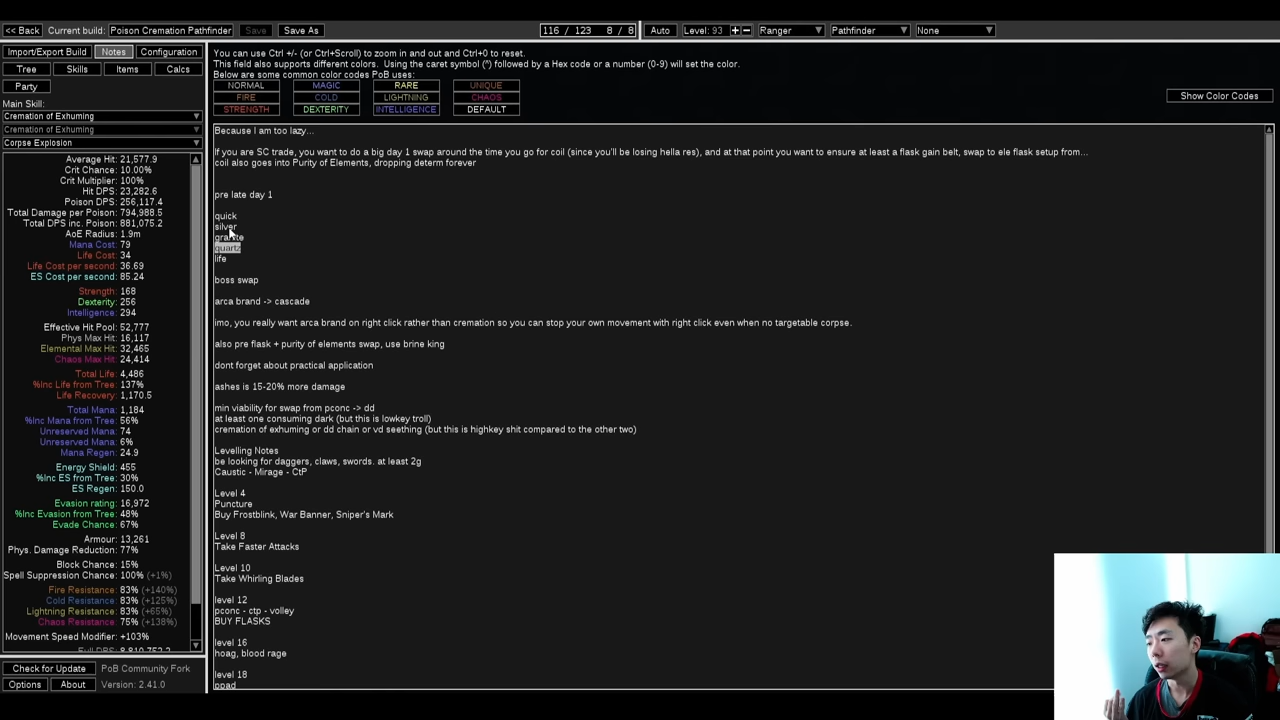 << Back
Current build: Poison Cremation Pathfinder
Save
Save As
116 / 123 8 / 8
Auto
Level: 93
+
-
Ranger
Pathfinder
None
Import/Export Build
Notes
Configuration
Tree
Skills
Items
Calcs
Party
Main Skill:
Cremation of Exhuming
Cremation of Exhuming
Corpse Explosion
Average Hit: 21,577.9
Crit Chance: 10.00%
Crit Multiplier: 100%
Hit DPS: 23,282.6
Poison DPS: 256,117.4
Total Damage per Poison: 794,988.5
Total DPS inc. Poison: 881,075.2
AoE Radius: 1.9m
Mana Cost: 79
Life Cost: 34
Life Cost per second: 36.69
ES Cost per second: 85.24
Strength: 168
Dexterity: 256
Intelligence: 294
Effective Hit Pool: 52,777
Phys Max Hit: 16,117
Elemental Max Hit: 32,465
Chaos Max Hit: 24,414
Total Life: 4,486
%Inc Life from Tree: 137%
Life Recovery: 1,170.5
Total Mana: 1,184
%Inc Mana from Tree: 56%
Unreserved Mana: 74
Unreserved Mana: 6%
Mana Regen: 24.9
Energy Shield: 455
%Inc ES from Tree: 30%
ES Regen: 150.0
Evasion rating: 16,972
%Inc Evasion from Tree: 48%
Evade Chance: 67%
Armour: 13,261
Phys. Damage Reduction: 77%
Block Chance: 15%
Spell Suppression Chance: 100% (+1%)
Fire Resistance: 83% (+140%)
Cold Resistance: 83% (+125%)
Lightning Resistance: 83% (+65%)
Chaos Resistance: 75% (+138%)
Movement Speed Modifier: +103%
Full DPS: 8,810,752.2
Check for Update
PoB Community Fork
Options
About
Version: 2.41.0
You can use Ctrl +/- (or Ctrl+Scroll) to zoom in and out and Ctrl+0 to reset.
This field also supports different colors. Using the caret symbol (^) followed by a Hex code or a number (0-9) will set the color.
Below are some common color codes PoB uses:
NORMAL
MAGIC
RARE
UNIQUE
FIRE
COLD
LIGHTNING
CHAOS
STRENGTH
DEXTERITY
INTELLIGENCE
DEFAULT
Show Color Codes
Because I am too lazy...
If you are SC trade, you want to do a big day 1 swap around the time you go for coil (since you'll be losing hella res), and at that point you want to ensure at least a flask gain belt, swap to ele flask setup from...
coil also goes into Purity of Elements, dropping determ forever
pre late day 1
quick
silver
granite
quartz
life
boss swap
arca brand -> cascade
imo, you really want arca brand on right click rather than cremation so you can stop your own movement with right click even when no targetable corpse.
also pre flask + purity of elements swap, use brine king
dont forget about practical application
ashes is 15-20% more damage
min viability for swap from pconc -> dd
at least one consuming dark (but this is lowkey troll)
cremation of exhuming or dd chain or vd seething (but this is highkey shit compared to the other two)
Levelling Notes
be looking for daggers, claws, swords. at least 2g
Caustic - Mirage - CtP
Level 4
Puncture
Buy Frostblink, War Banner, Sniper's Mark
Level 8
Take Faster Attacks
Level 10
Take Whirling Blades
level 12
pconc - ctp - volley
BUY FLASKS
level 16
hoag, blood rage
level 18
ppad